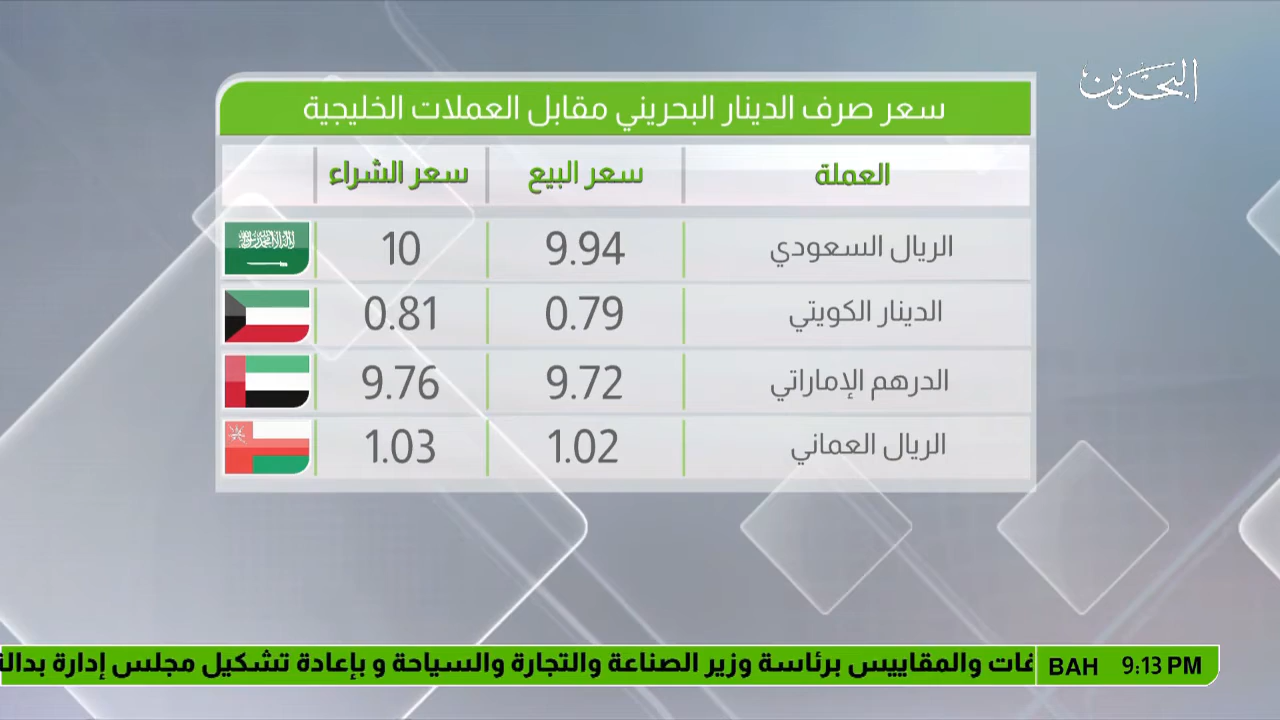 البحرين
سعر صرف الدينار البحريني مقابل العملات الخليجية
العملة سعر البيع سعر الشراء
الريال السعودي 9.94 10
الدينار الكويتي 0.79 0.81
الدرهم الإماراتي 9.72 9.76
الريال العماني 1.02 1.03
والمقاييس برئاسة وزير الصناعة والتجارة والسياحة و بإعادة تشكيل مجلس إدارة
BAH 9:13 PM